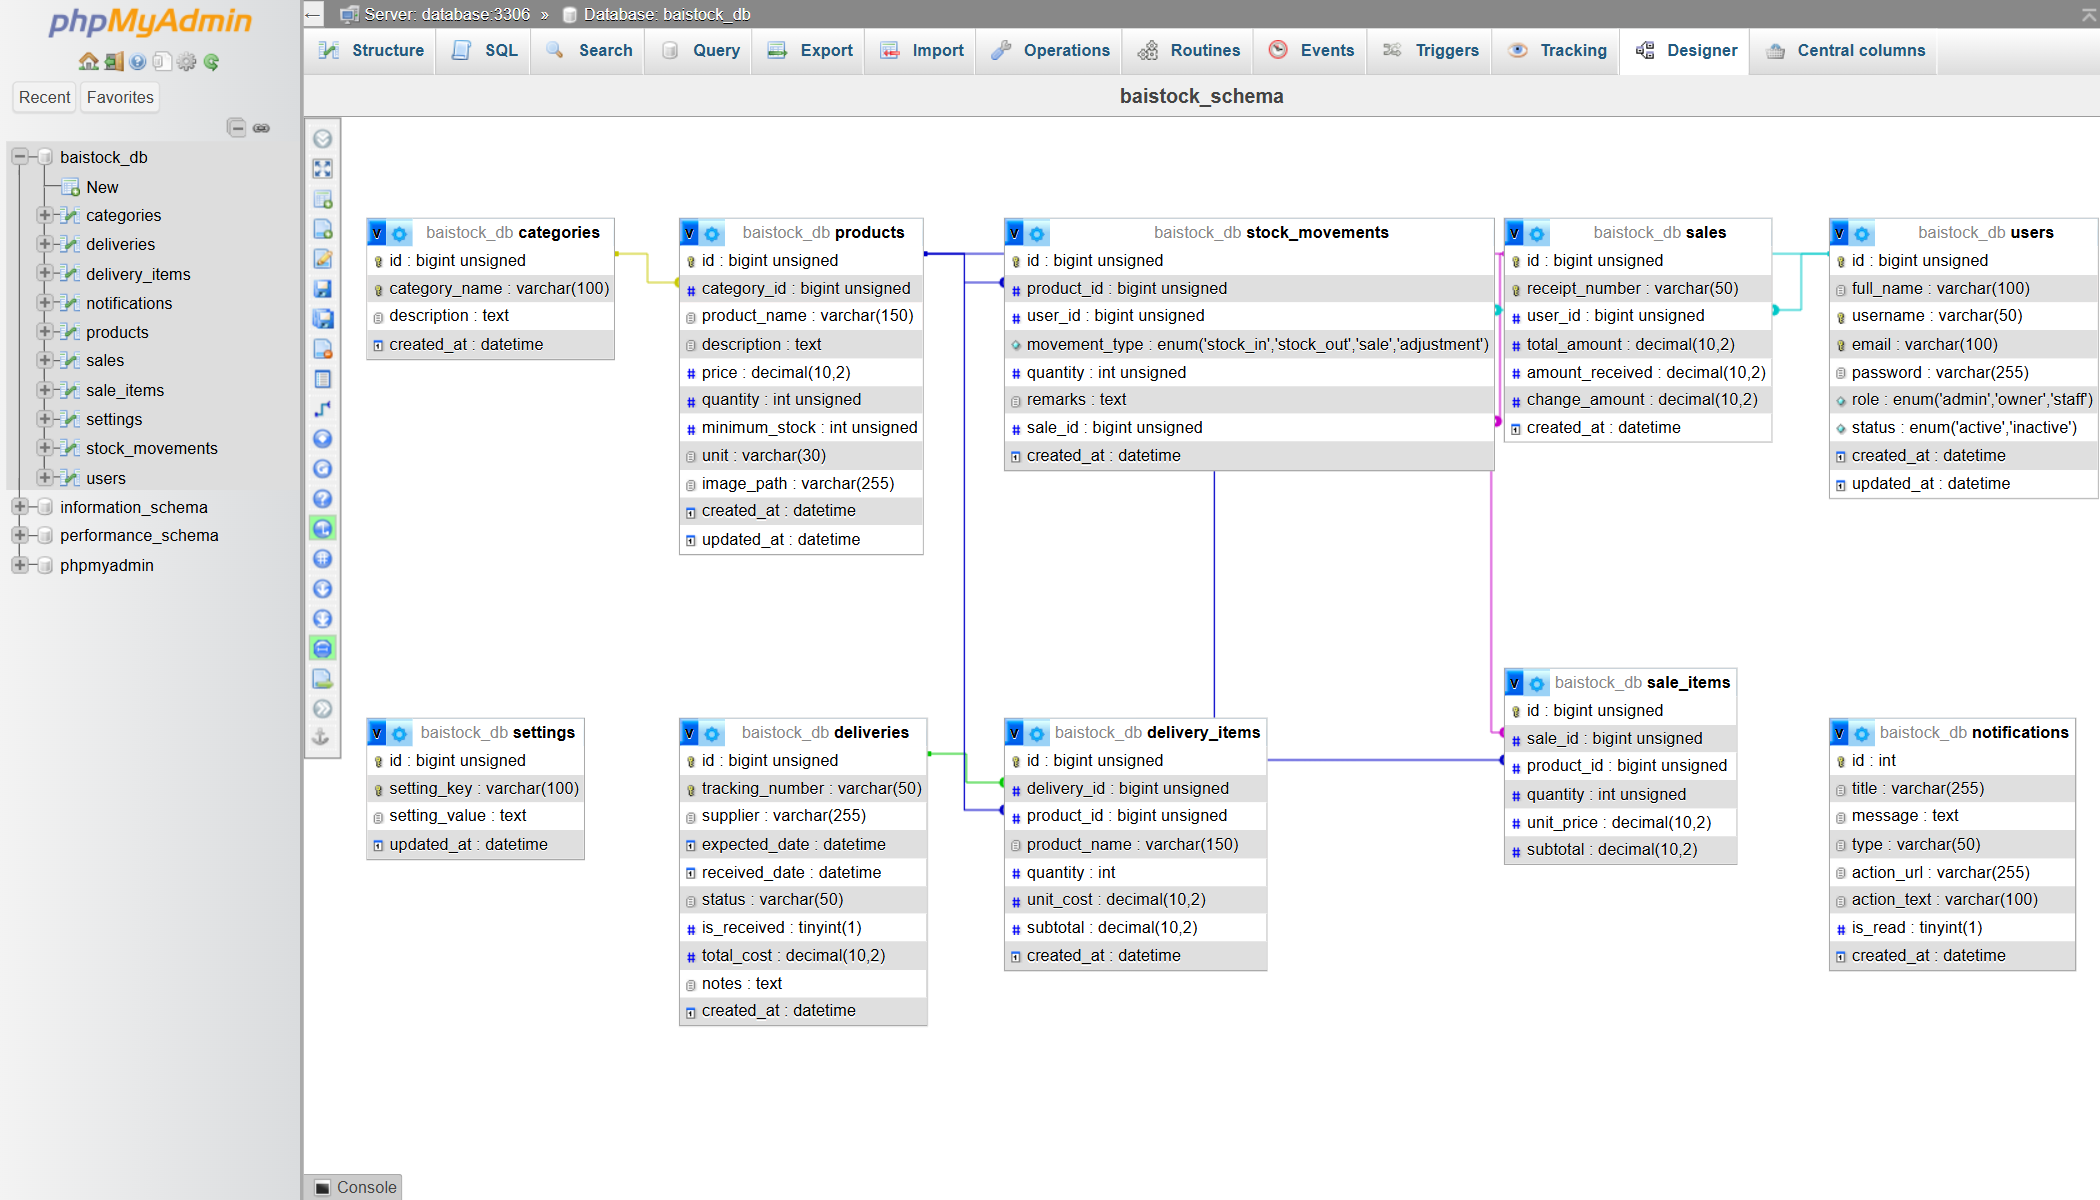 phpMyAdmin
Recent
Favorites
baistock_db
New
categories
deliveries
delivery_items
notifications
products
sales
sale_items
settings
stock_movements
users
information_schema
performance_schema
phpmyadmin
Server: database:3306 » Database: baistock_db
Structure SQL Search Query Export Import Operations Routines Events Triggers Tracking Designer Central columns
baistock_schema
v baistock_db categories
id : bigint unsigned
category_name : varchar(100)
description : text
created_at : datetime
v baistock_db products
id : bigint unsigned
category_id : bigint unsigned
product_name : varchar(150)
description : text
price : decimal(10,2)
quantity : int unsigned
minimum_stock : int unsigned
unit : varchar(30)
image_path : varchar(255)
created_at : datetime
updated_at : datetime
v baistock_db stock_movements
id : bigint unsigned
product_id : bigint unsigned
user_id : bigint unsigned
movement_type : enum('stock_in','stock_out','sale','adjustment')
quantity : int unsigned
remarks : text
sale_id : bigint unsigned
created_at : datetime
v baistock_db sales
id : bigint unsigned
receipt_number : varchar(50)
user_id : bigint unsigned
total_amount : decimal(10,2)
amount_received : decimal(10,2)
change_amount : decimal(10,2)
created_at : datetime
v baistock_db users
id : bigint unsigned
full_name : varchar(100)
username : varchar(50)
email : varchar(100)
password : varchar(255)
role : enum('admin','owner','staff')
status : enum('active','inactive')
created_at : datetime
updated_at : datetime
v baistock_db settings
id : bigint unsigned
setting_key : varchar(100)
setting_value : text
updated_at : datetime
v baistock_db deliveries
id : bigint unsigned
tracking_number : varchar(50)
supplier : varchar(255)
expected_date : datetime
received_date : datetime
status : varchar(50)
is_received : tinyint(1)
total_cost : decimal(10,2)
notes : text
created_at : datetime
v baistock_db delivery_items
id : bigint unsigned
delivery_id : bigint unsigned
product_id : bigint unsigned
product_name : varchar(150)
quantity : int
unit_cost : decimal(10,2)
subtotal : decimal(10,2)
created_at : datetime
v baistock_db sale_items
id : bigint unsigned
sale_id : bigint unsigned
product_id : bigint unsigned
quantity : int unsigned
unit_price : decimal(10,2)
subtotal : decimal(10,2)
v baistock_db notifications
id : int
title : varchar(255)
message : text
type : varchar(50)
action_url : varchar(255)
action_text : varchar(100)
is_read : tinyint(1)
created_at : datetime
Console